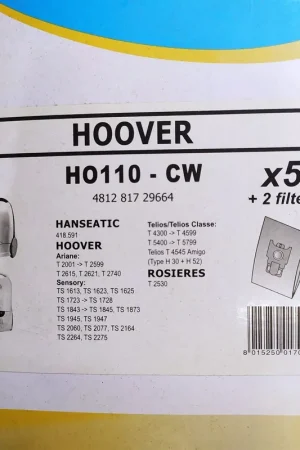 HOOVER
HO110 - CW
4812 817 29664
x5
+ 2 filte
HANSEATIC
418.591
HOOVER
Ariane:
T 2001 → T 2599
T 2615, T 2621, T 2740
Sensory:
TS 1613, TS 1623, TS 1625
TS 1723 → TS 1728
TS 1843 → TS 1845, TS 1873
TS 1945, TS 1947
TS 2060, TS 2077, TS 2164
TS 2264, TS 2275
Telios/Telios Classe:
T 4300 → T 4599
T 5400 → T 5799
Telios T 4545 Amigo
(Type H 30 + H 52)
ROSIERES
T 2530
8 015250 0170